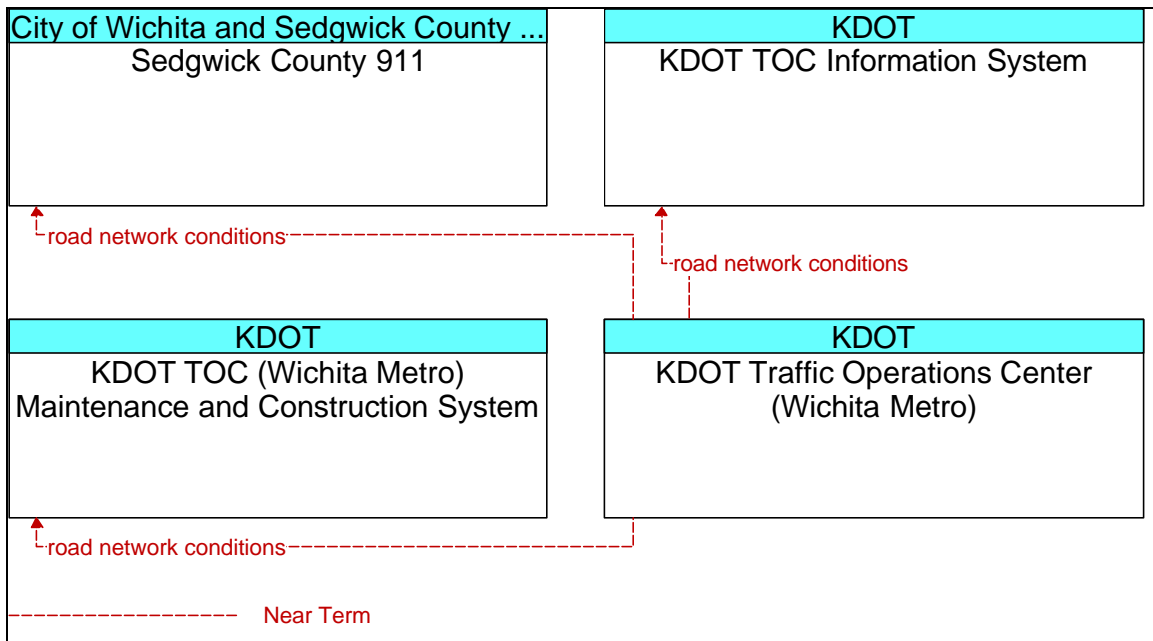 City of Wichita and Sedgwick County ...
Sedgwick County 911
KDOT
KDOT TOC Information System
road network conditions
road network conditions
KDOT
KDOT TOC (Wichita Metro)
Maintenance and Construction System
KDOT
KDOT Traffic Operations Center
(Wichita Metro)
road network conditions
Near Term